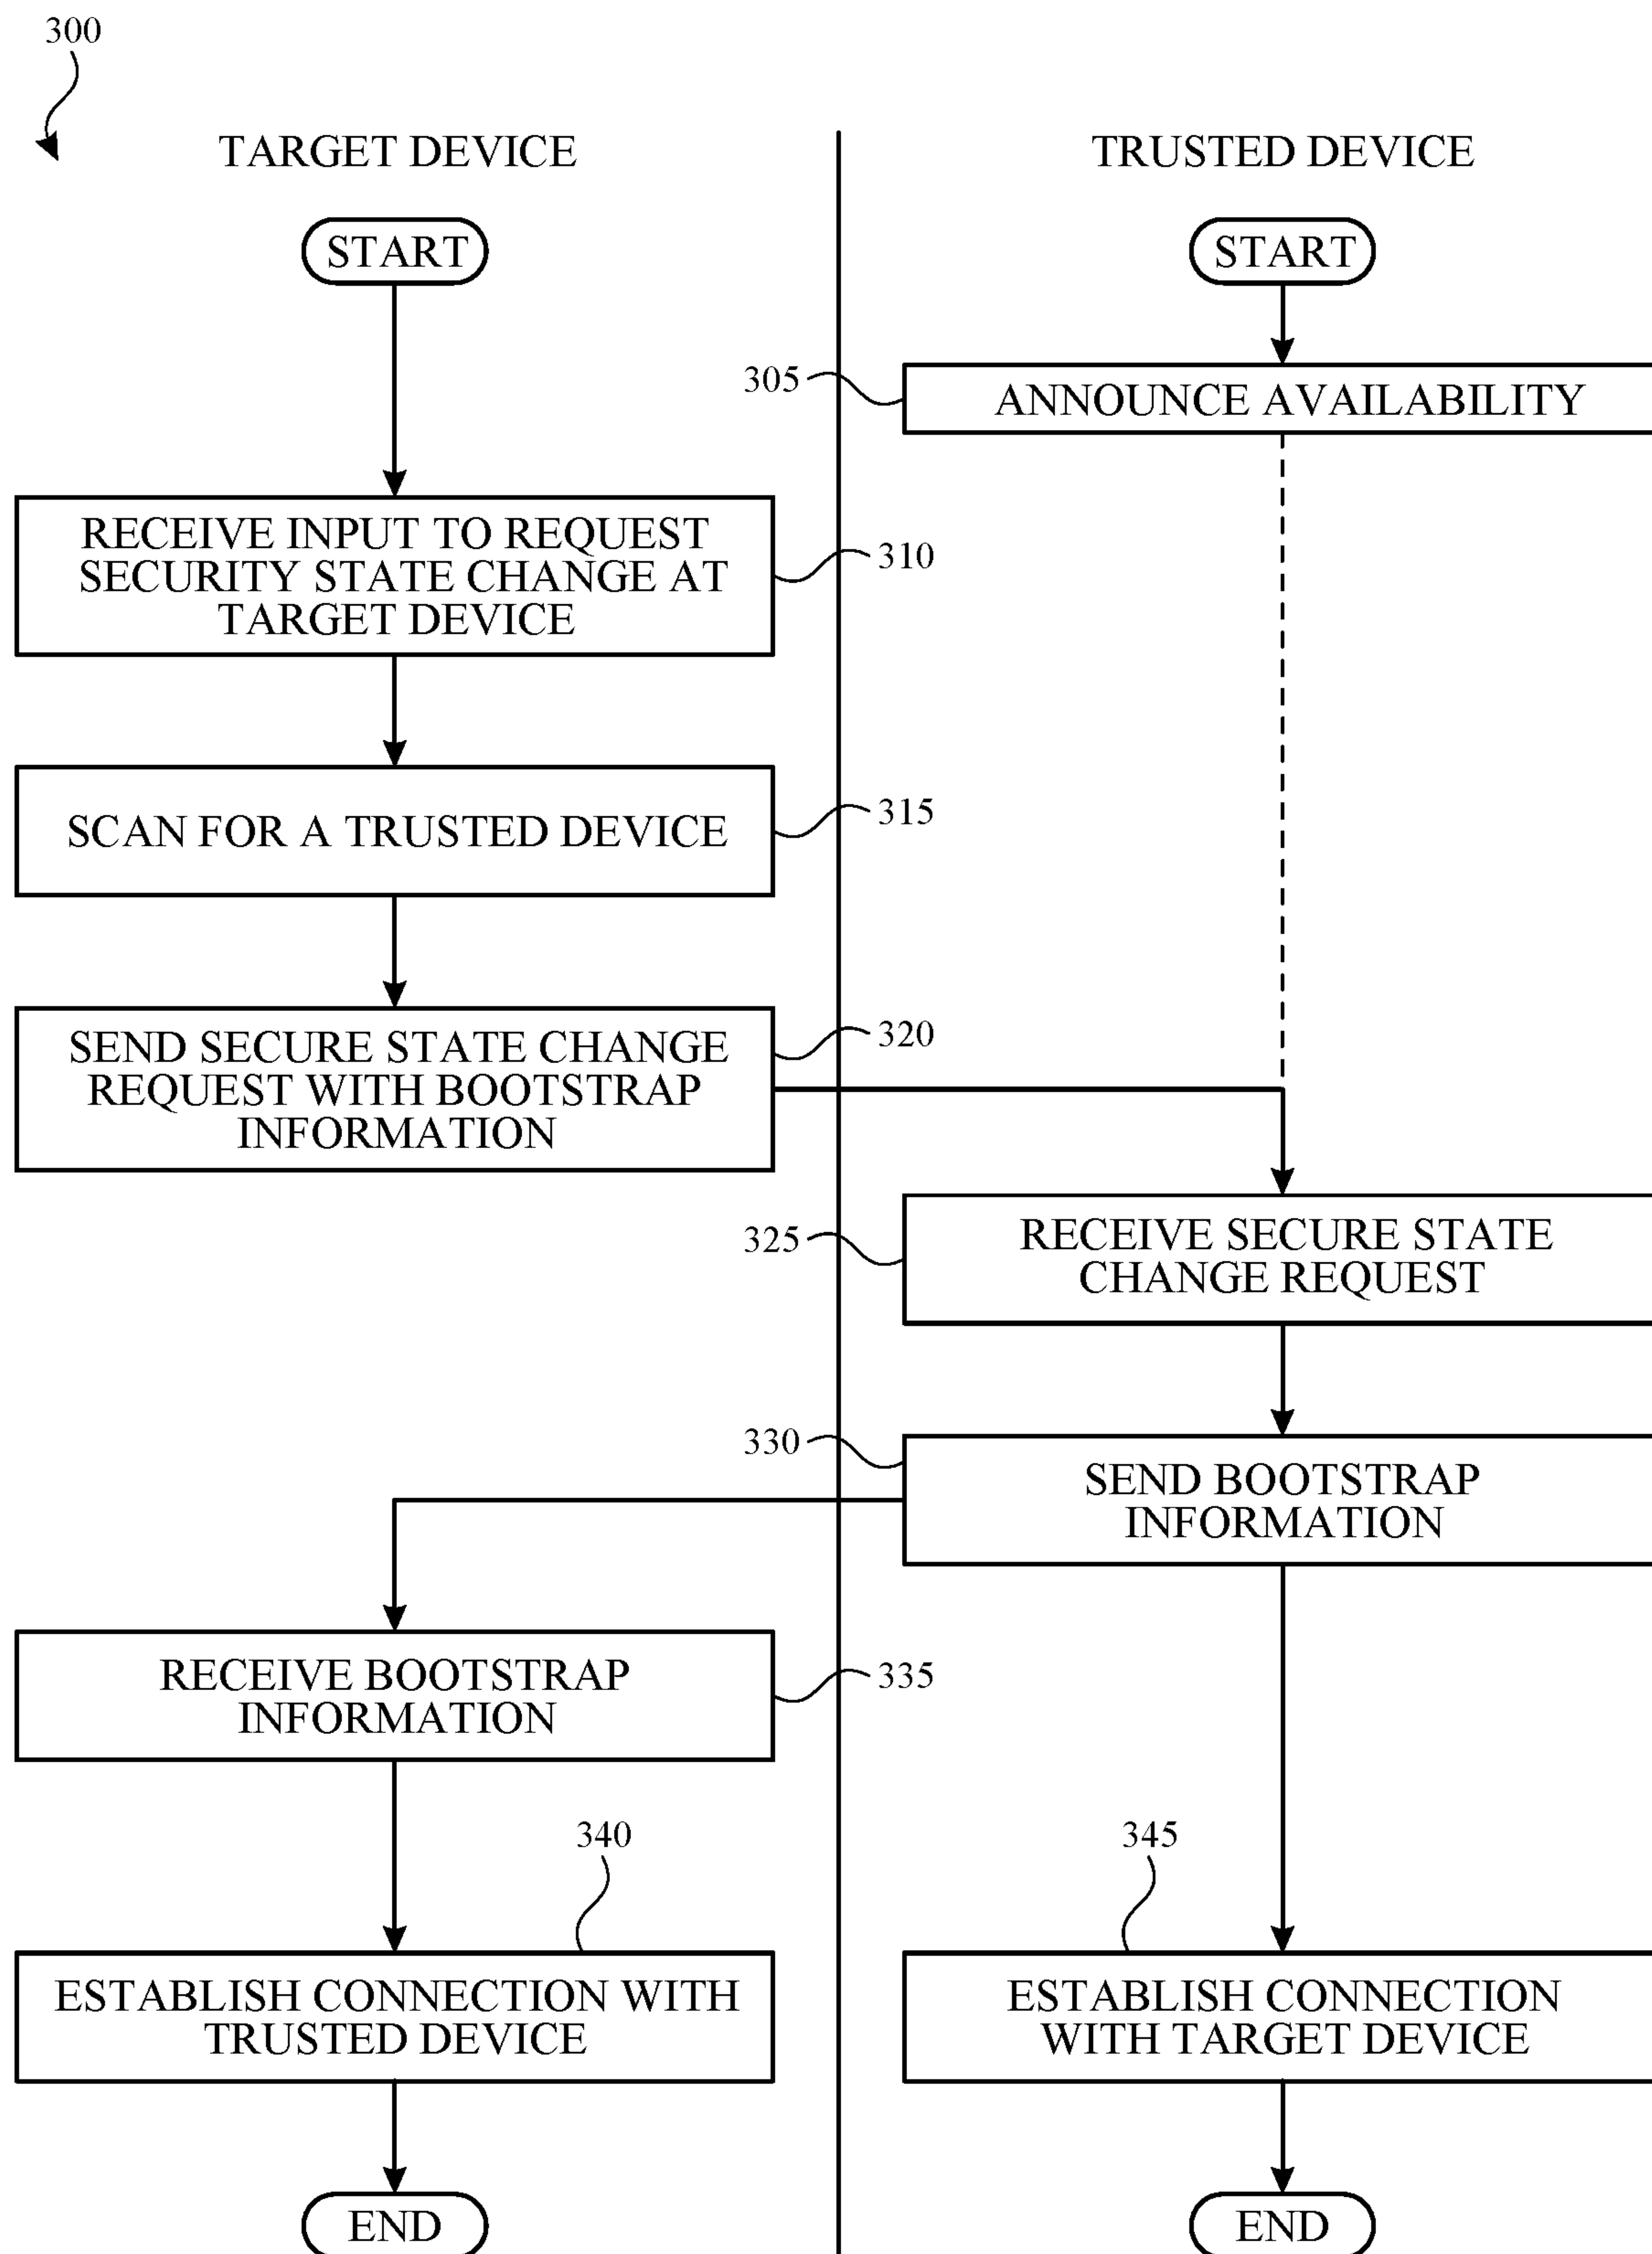 300
TARGET DEVICE
TRUSTED DEVICE
START
START
305
ANNOUNCE AVAILABILITY
RECEIVE INPUT TO REQUEST
SECURITY STATE CHANGE AT
TARGET DEVICE
310
SCAN FOR A TRUSTED DEVICE
315
SEND SECURE STATE CHANGE
REQUEST WITH BOOTSTRAP
INFORMATION
320
325
RECEIVE SECURE STATE
CHANGE REQUEST
330
SEND BOOTSTRAP
INFORMATION
RECEIVE BOOTSTRAP
INFORMATION
335
340
345
ESTABLISH CONNECTION WITH
TRUSTED DEVICE
ESTABLISH CONNECTION
WITH TARGET DEVICE
END
END